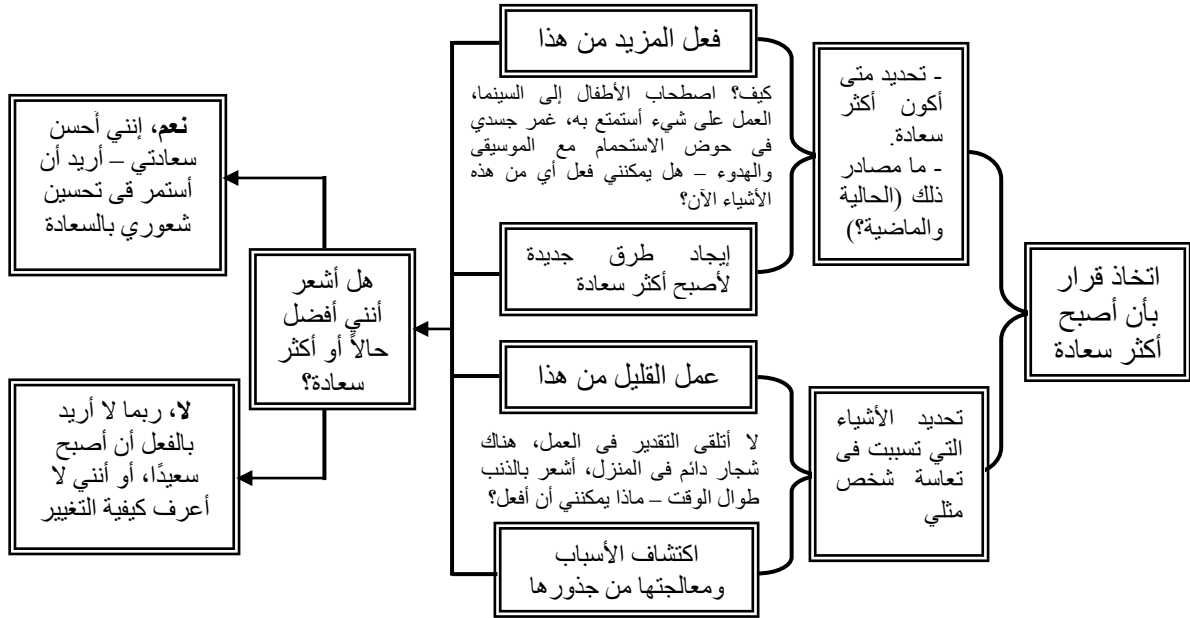 اتخاذ قرار
بأن أصبح
أكثر سعادة
- تحديد متى
أكون أكثر
سعادة.
- ما مصادر
ذلك (الحالية
والماضية؟)
فعل المزيد من هذا
كيف؟ اصطحاب الأطفال إلى السينما،
العمل على شيء أستمتع به، غمر جسدي
فى حوض الاستحمام مع الموسيقى
والهدوء – هل يمكنني فعل أي من هذه
الأشياء الآن؟
إيجاد طرق جديدة
لأصبح أكثر سعادة
تحديد الأشياء
التي تسببت فى
تعاسة شخص
مثلي
عمل القليل من هذا
لا أتلقى التقدير فى العمل، هناك
شجار دائم فى المنزل، أشعر بالذنب
طوال الوقت – ماذا يمكنني أن أفعل؟
اكتشاف الأسباب
ومعالجتها من جذورها
هل أشعر
أنني أفضل
حالاً أو أكثر
سعادة؟
نعم، إنني أحسن
سعادتي – أريد أن
أستمر قى تحسين
شعوري بالسعادة
لا، ربما لا أريد
بالفعل أن أصبح
سعيدًا، أو أنني لا
أعرف كيفية التغيير